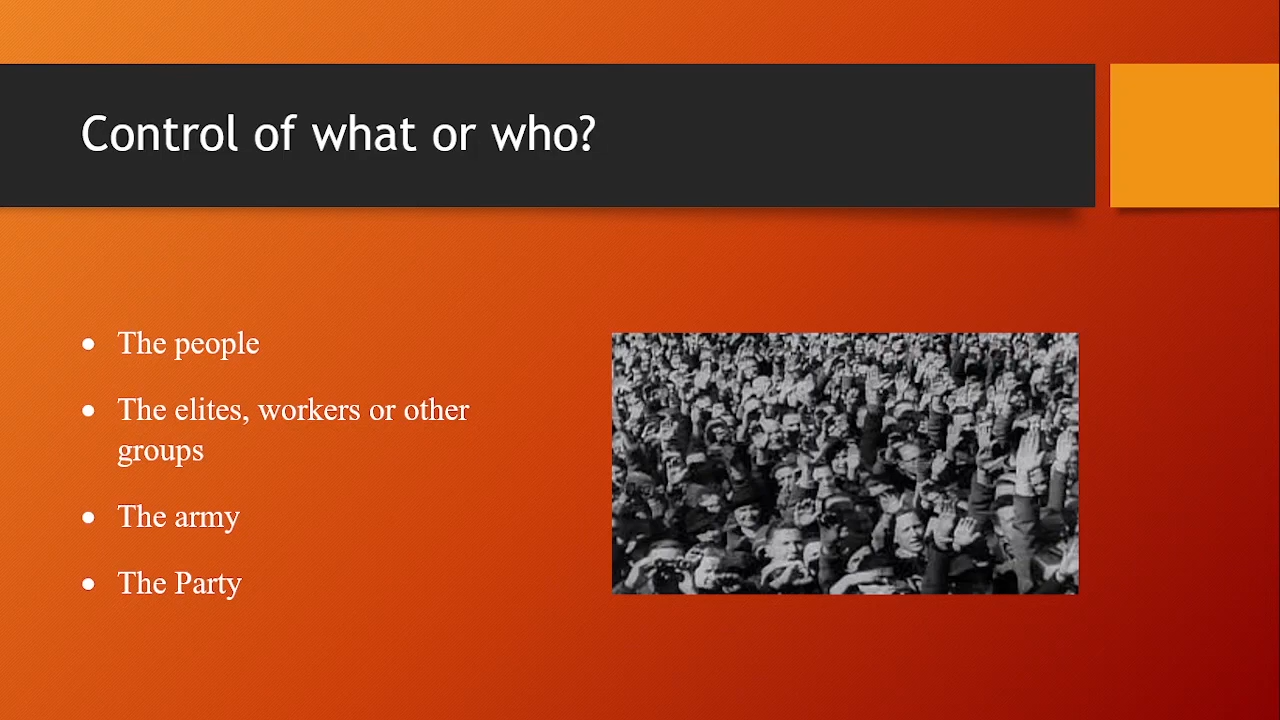 Control of what or who?
The people
The elites, workers or other
groups
The army
The Party